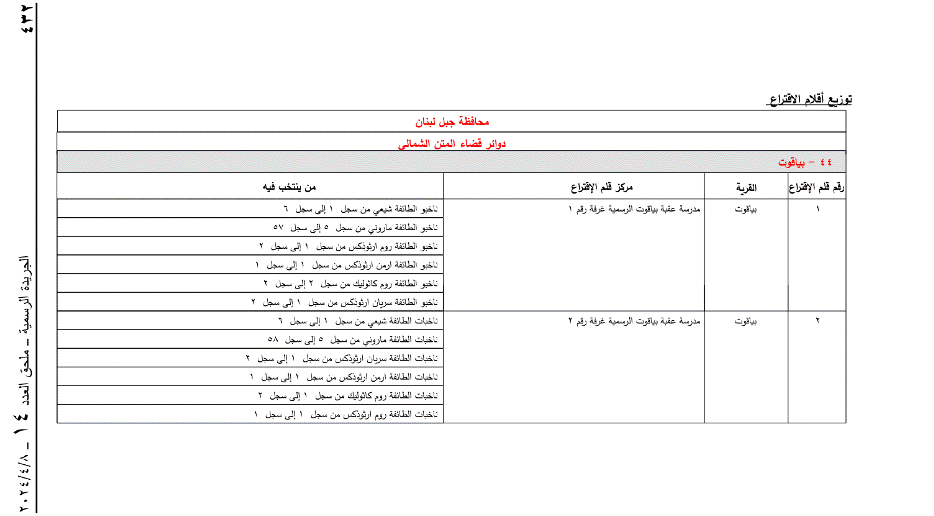 ٤٣٢
الجريدة الرسمية – ملحق العدد ١٤ – ٢٠٢٤/٤/٨
توزيع أقلام الاقتراع
محافظة جبل لبنان
دوائر قضاء المتن الشمالي
٤٤ - بياقوت
رقم قلم الإقتراع القرية مركز قلم الإقتراع من ينتخب فيه
١ بياقوت مدرسة عقبة بياقوت الرسمية غرفة رقم ١ ناخبو الطائفة شيعي من سجل ١ إلى سجل ٦
ناخبو الطائفة ماروني من سجل ٥ إلى سجل ٥٧
ناخبو الطائفة روم ارثوذكس من سجل ١ إلى سجل ٢
ناخبو الطائفة ارمن ارثوذكس من سجل ١ إلى سجل ١
ناخبو الطائفة روم كاثوليك من سجل ٢ إلى سجل ٢
ناخبو الطائفة سريان ارثوذكس من سجل ١ إلى سجل ٢
٢ بياقوت مدرسة عقبة بياقوت الرسمية غرفة رقم ٢ ناخبات الطائفة شيعي من سجل ١ إلى سجل ٦
ناخبات الطائفة ماروني من سجل ٥ إلى سجل ٥٨
ناخبات الطائفة سريان ارثوذكس من سجل ١ إلى سجل ٢
ناخبات الطائفة ارمن ارثوذكس من سجل ١ إلى سجل ١
ناخبات الطائفة روم كاثوليك من سجل ١ إلى سجل ٢
ناخبات الطائفة روم ارثوذكس من سجل ١ إلى سجل ١